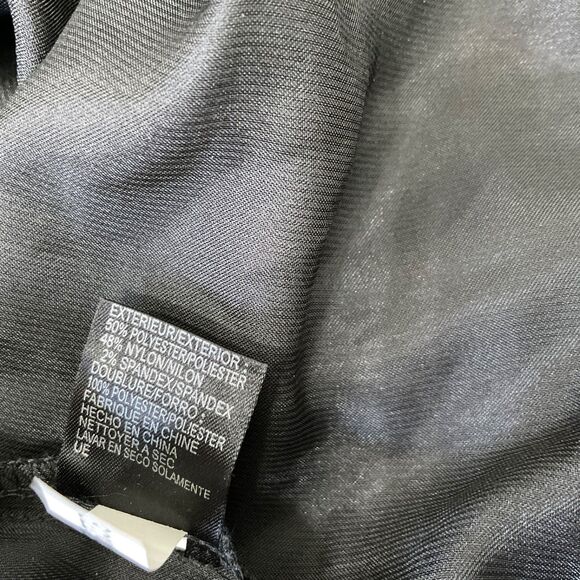 EXTERIEUR/EXTERIOR :
50% POLYESTER/POLIESTER
48% NYLON/NILON
2% SPANDEX/SPANDEX
DOUBLURE/FORRO :
100% POLYESTER/POLIESTER
FABRIQUE EN CHINE
HECHO EN CHINA
NETTOYER A SEC
LAVAR EN SECO SOLAMENTE
UE